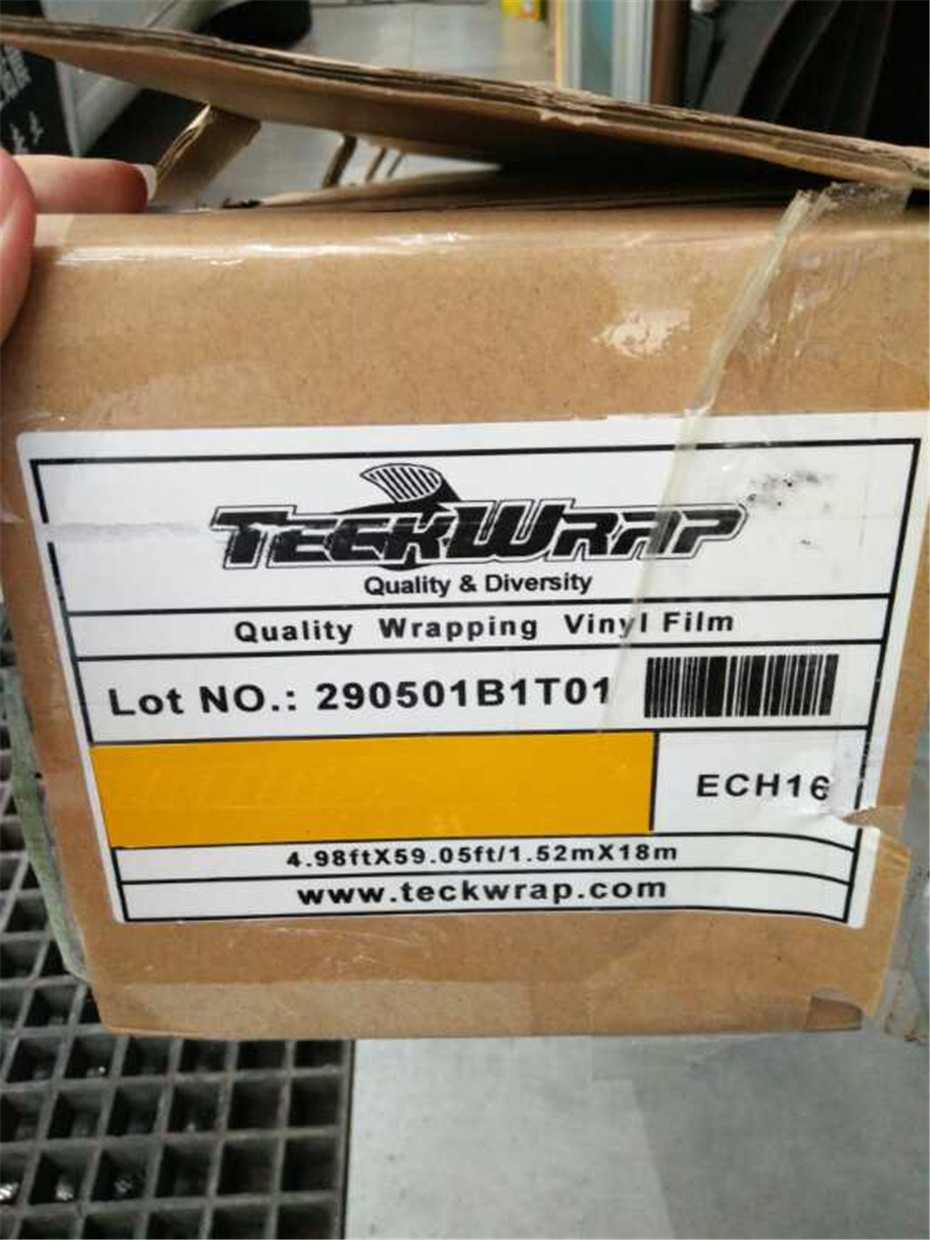 TECKWRAP
Quality & Diversity
Quality Wrapping Vinyl Film
Lot NO.: 290501B1T01
ECH16
4.98ftX59.05ft/1.52mX18m
www.teckwrap.com